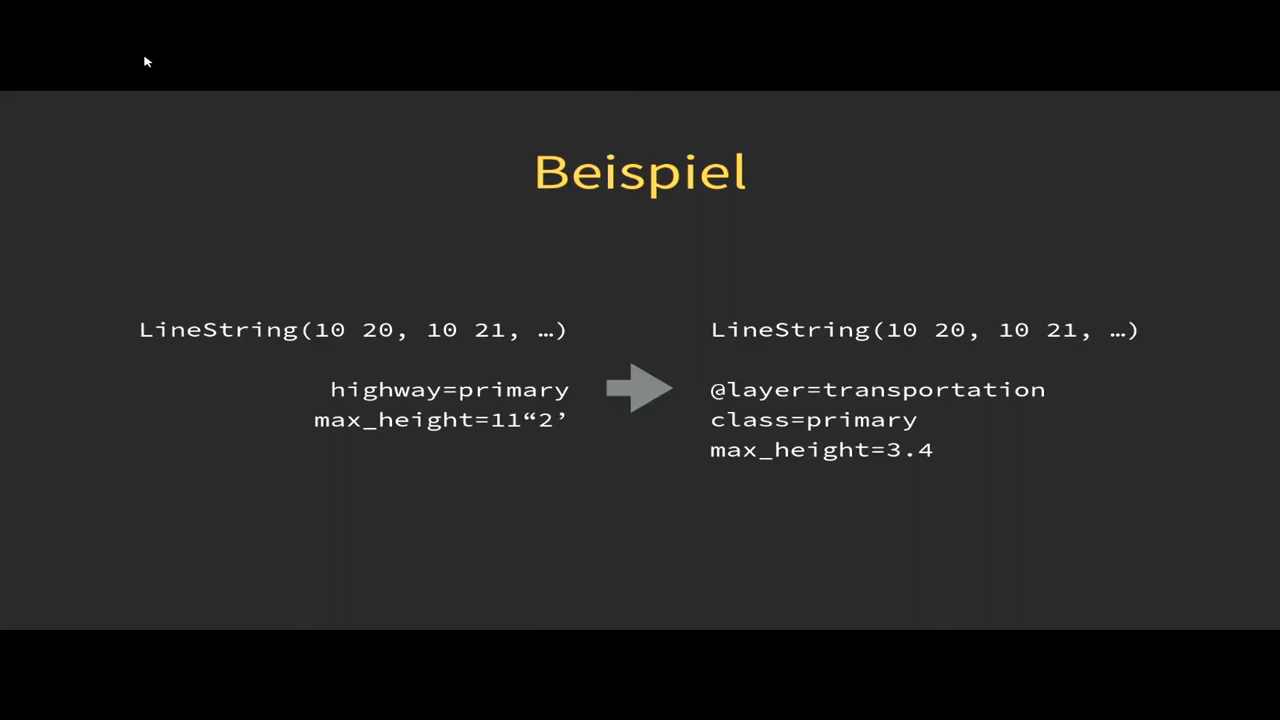 Beispiel
LineString(10 20, 10 21, …)
highway=primary
max_height=11“2’
LineString(10 20, 10 21, …)
@layer=transportation
class=primary
max_height=3.4